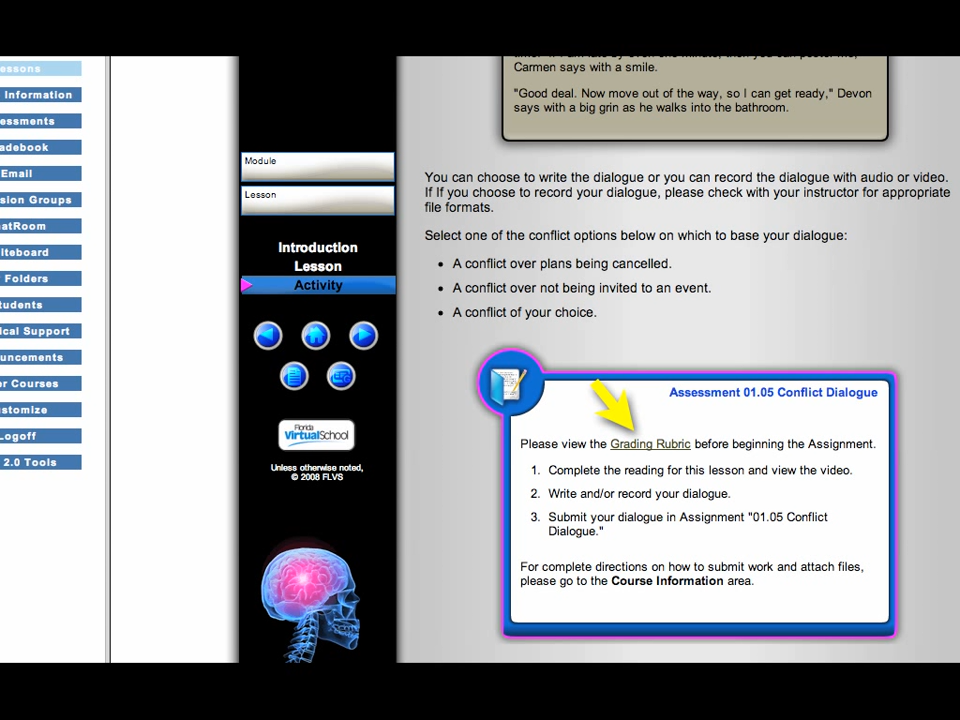 essons
Information
essments
adebook
Email
sion Groups
atRoom
iteboard
Folders
tudents
ical Support
uncements
er Courses
stomize
Logoff
2.0 Tools
Module
Lesson
Introduction
Lesson
Activity
Florida
VirtualSchool
Unless otherwise noted,
© 2008 FLVS
Carmen says with a smile.
"Good deal. Now move out of the way, so I can get ready," Devon
says with a big grin as he walks into the bathroom.
You can choose to write the dialogue or you can record the dialogue with audio or video.
If If you choose to record your dialogue, please check with your instructor for appropriate
file formats.
Select one of the conflict options below on which to base your dialogue:
• A conflict over plans being cancelled.
• A conflict over not being invited to an event.
• A conflict of your choice.
Assessment 01.05 Conflict Dialogue
Please view the Grading Rubric before beginning the Assignment.
1. Complete the reading for this lesson and view the video.
2. Write and/or record your dialogue.
3. Submit your dialogue in Assignment "01.05 Conflict
Dialogue."
For complete directions on how to submit work and attach files,
please go to the Course Information area.